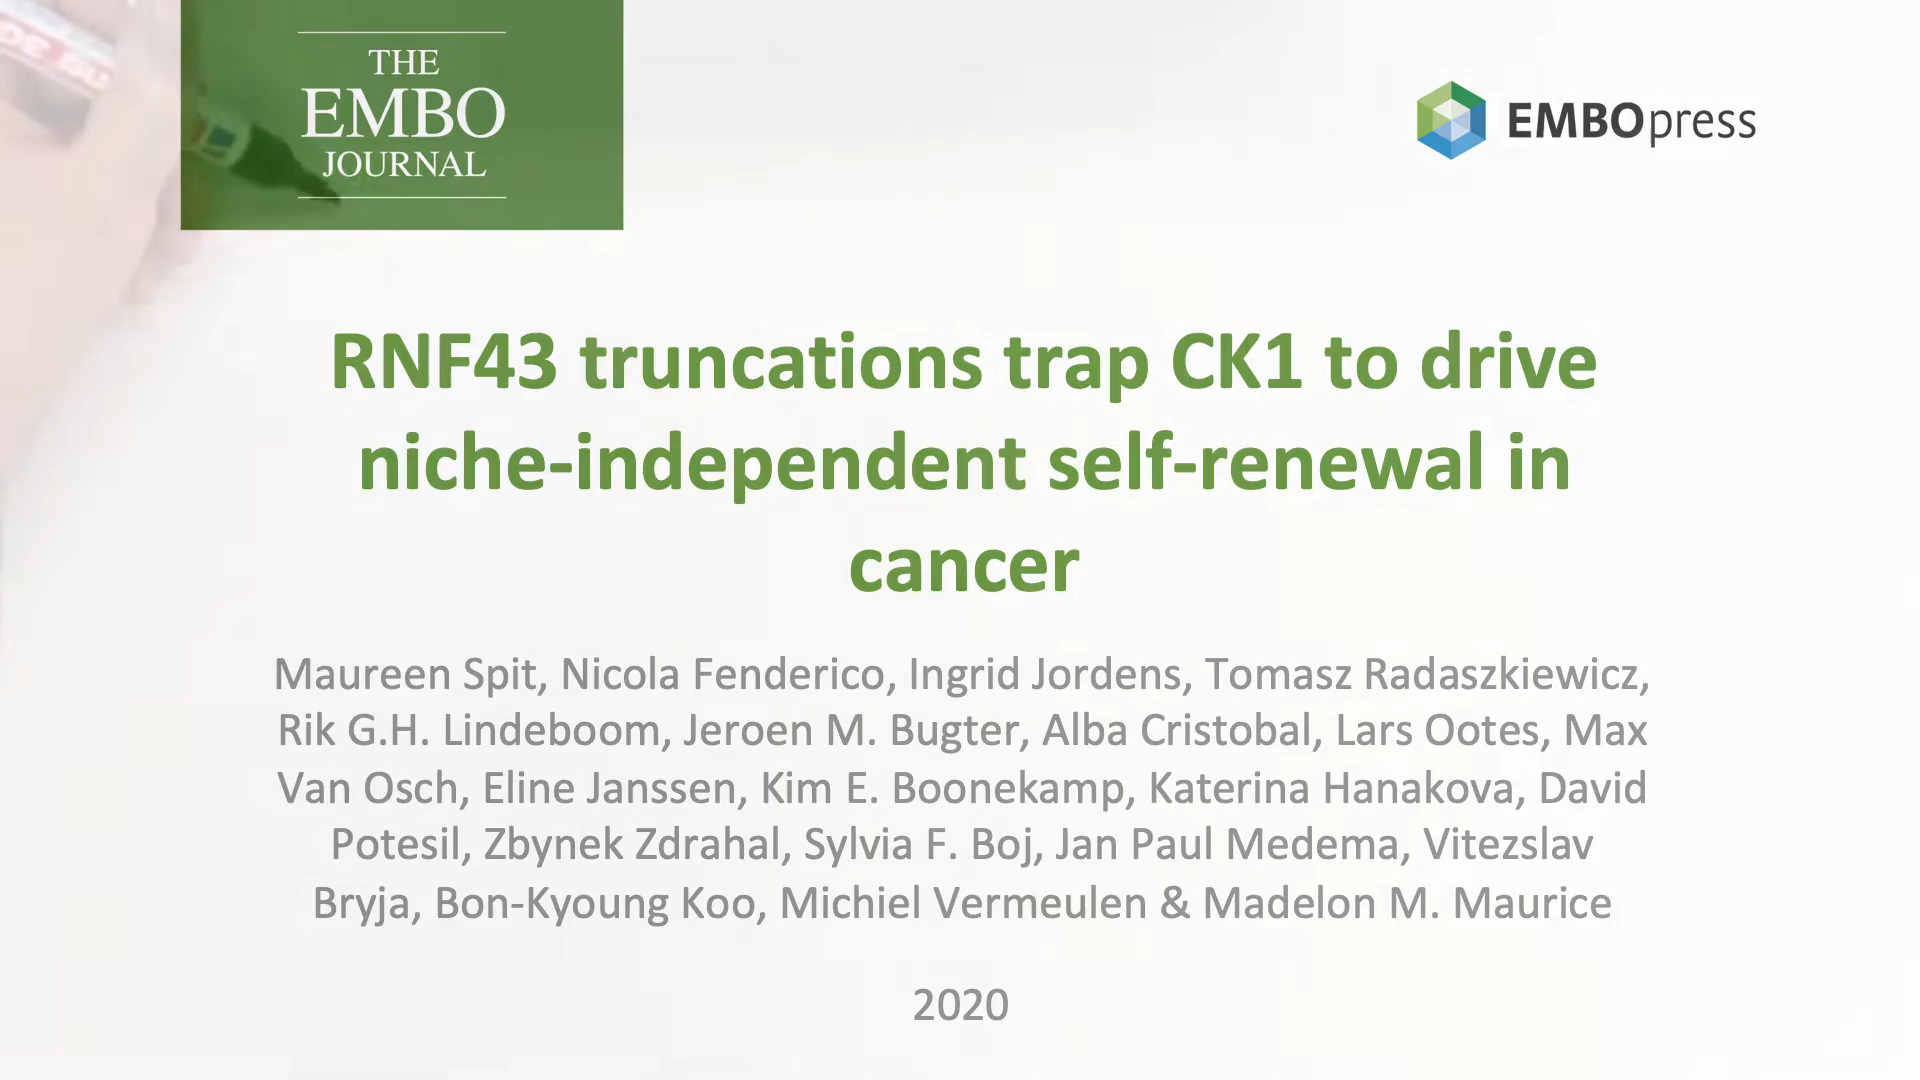 THE
EMBO
JOURNAL
EMBOpress
RNF43 truncations trap CK1 to drive
niche-independent self-renewal in
cancer
Maureen Spit, Nicola Fenderico, Ingrid Jordens, Tomasz Radaszkiewicz,
Rik G.H. Lindeboom, Jeroen M. Bugter, Alba Cristobal, Lars Ootes, Max
Van Osch, Eline Janssen, Kim E. Boonekamp, Katerina Hanakova, David
Potesil, Zbynek Zdrahal, Sylvia F. Boj, Jan Paul Medema, Vitezslav
Bryja, Bon-Kyoung Koo, Michiel Vermeulen & Madelon M. Maurice
2020